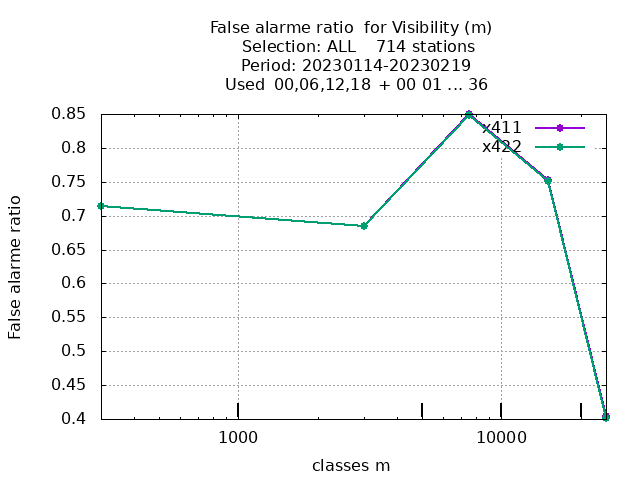 False alarme ratio  for Visibility (m)
Selection: ALL    714 stations
Period: 20230114-20230219
Used  00,06,12,18  + 00 01 ... 36
0.85
0.8
0.75
0.7
0.65
0.6
0.55
0.5
0.45
0.4
False alarme ratio
x411
x422
1000
10000
classes m